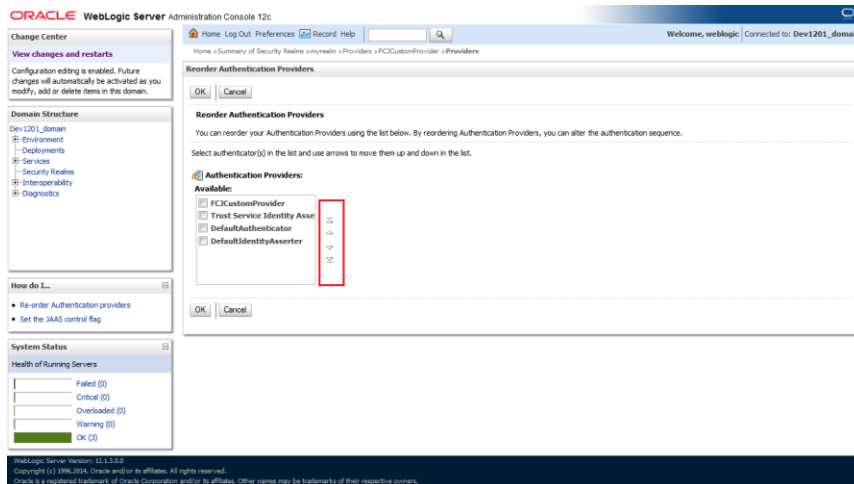 ORACLE WebLogic Server Administration Console 12c
Change Center
View changes and restarts
Configuration editing is enabled. Future
changes will automatically be activated as you
modify, add or delete items in this domain.
Domain Structure
Dev1201_domain
Environment
Deployments
Services
Security Realms
Interoperability
Diagnostics
How do I...
Re-order Authentication providers
Set the JAAS control flag
System Status
Health of Running Servers
Failed (0)
Critical (0)
Overloaded (0)
Warning (0)
OK (3)
Home Log Out Preferences Record Help
Welcome, weblogic Connected to: Dev1201_domai
Home >Summary of Security Realms >myrealm >Providers >FCJCustomProvider >Providers
Reorder Authentication Providers
OK Cancel
Reorder Authentication Providers
You can reorder your Authentication Providers using the list below. By reordering Authentication Providers, you can alter the authentication sequence.
Select authenticator(s) in the list and use arrows to move them up and down in the list.
Authentication Providers:
Available:
FCJCustomProvider
Trust Service Identity Asse
DefaultAuthenticator
DefaultIdentityAsserter
OK Cancel
WebLogic Server Version: 12.1.3.0.0
Copyright (c) 1996,2014, Oracle and/or its affiliates. All rights reserved.
Oracle is a registered trademark of Oracle Corporation and/or its affiliates. Other names may be trademarks of their respective owners.